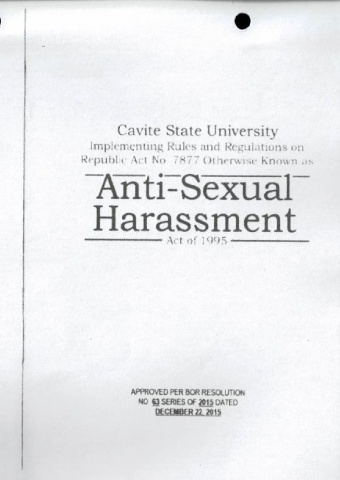 Cavite State University
Implementing Rules and Regulations on
Republic Act No. 7877 Otherwise Known as
Anti-Sexual
Harassment
Act of 1995
APPROVED PER BOR RESOLUTION
NO 63 SERIES OF 2015 DATED
DECEMBER 22, 2015